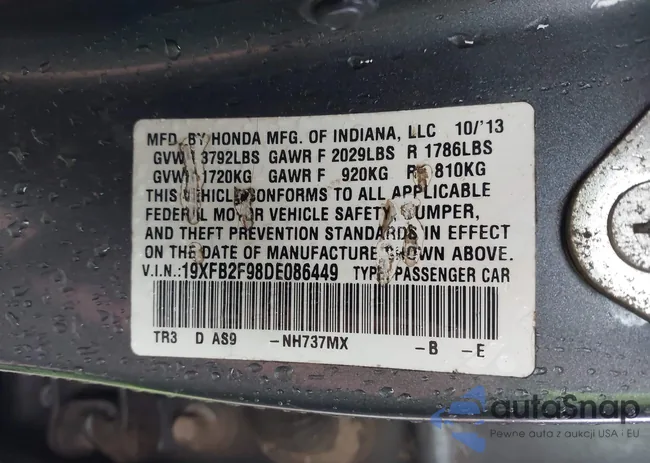 MFD. BY HONDA MFG. OF INDIANA, LLC 10/'13
GVWR 3792LBS GAWR F 2029LBS R 1786LBS
GVWR 1720KG GAWR F 920KG R 810KG
THIS VEHICLE CONFORMS TO ALL APPLICABLE
FEDERAL MOTOR VEHICLE SAFETY, BUMPER,
AND THEFT PREVENTION STANDARDS IN EFFECT
ON THE DATE OF MANUFACTURE SHOWN ABOVE.
V.I.N.:19XFB2F98DE086449 TYPE: PASSENGER CAR
TR3 D AS9 -NH737MX -B -E
autoSnap
Pewne auta z aukcji USA · EU